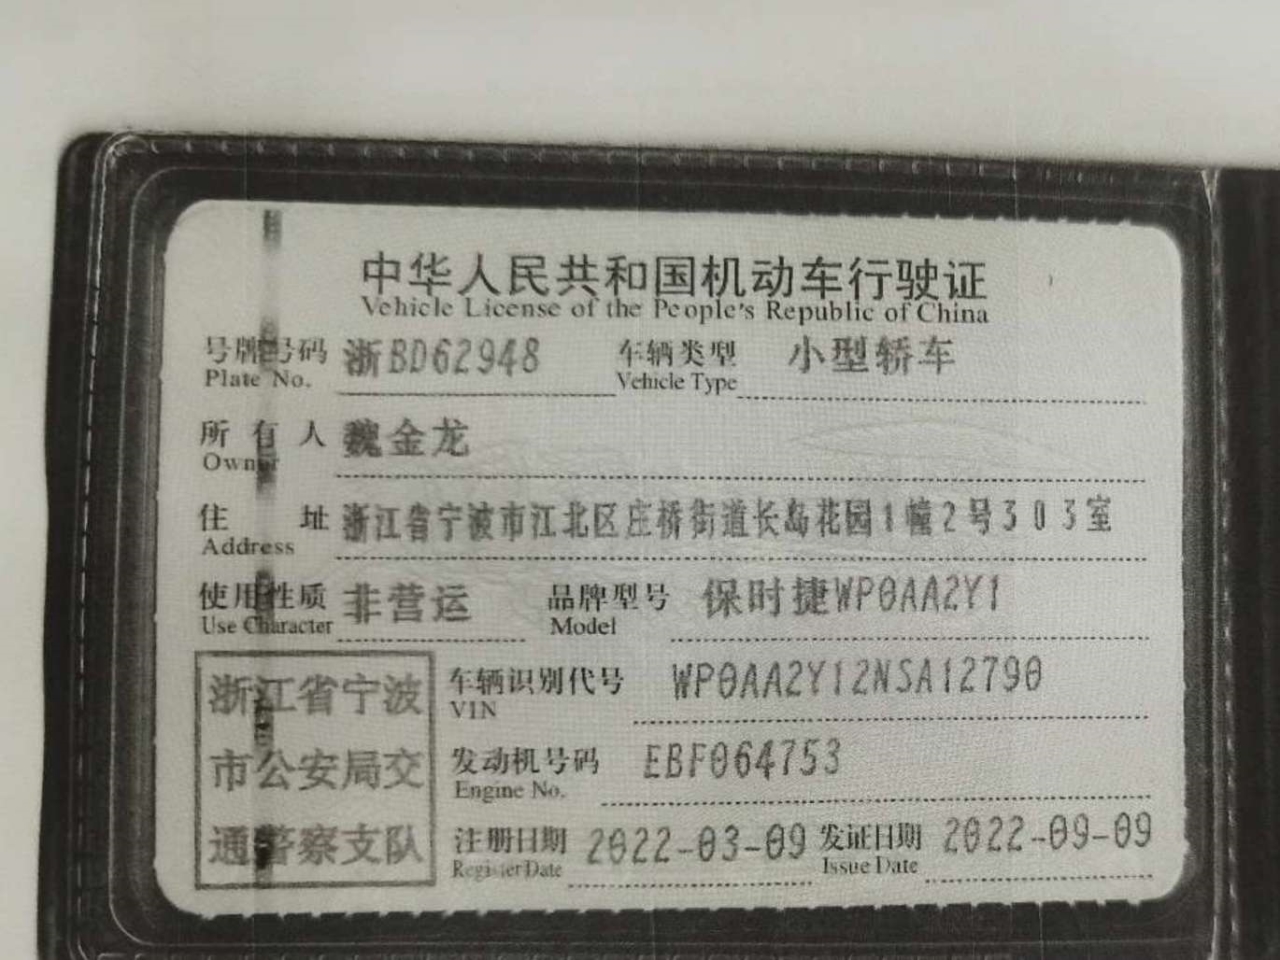 中华人民共和国机动车行驶证
Vehicle License of the People's Republic of China
号牌号码 浙BD62948 车辆类型 小型轿车
Plate No. Vehicle Type
所有人 魏金龙
Owner
住址 浙江省宁波市江北区庄桥街道长岛花园1幢2号303室
Address
使用性质 非营运 品牌型号 保时捷WP0AA2Y1
Use Character Model
浙江省宁波
市公安局交
通警察支队
车辆识别代号 WP0AA2Y12NSA12790
VIN
发动机号码 EBF064753
Engine No.
注册日期 2022-03-09 发证日期 2022-09-09
Register Date Issue Date